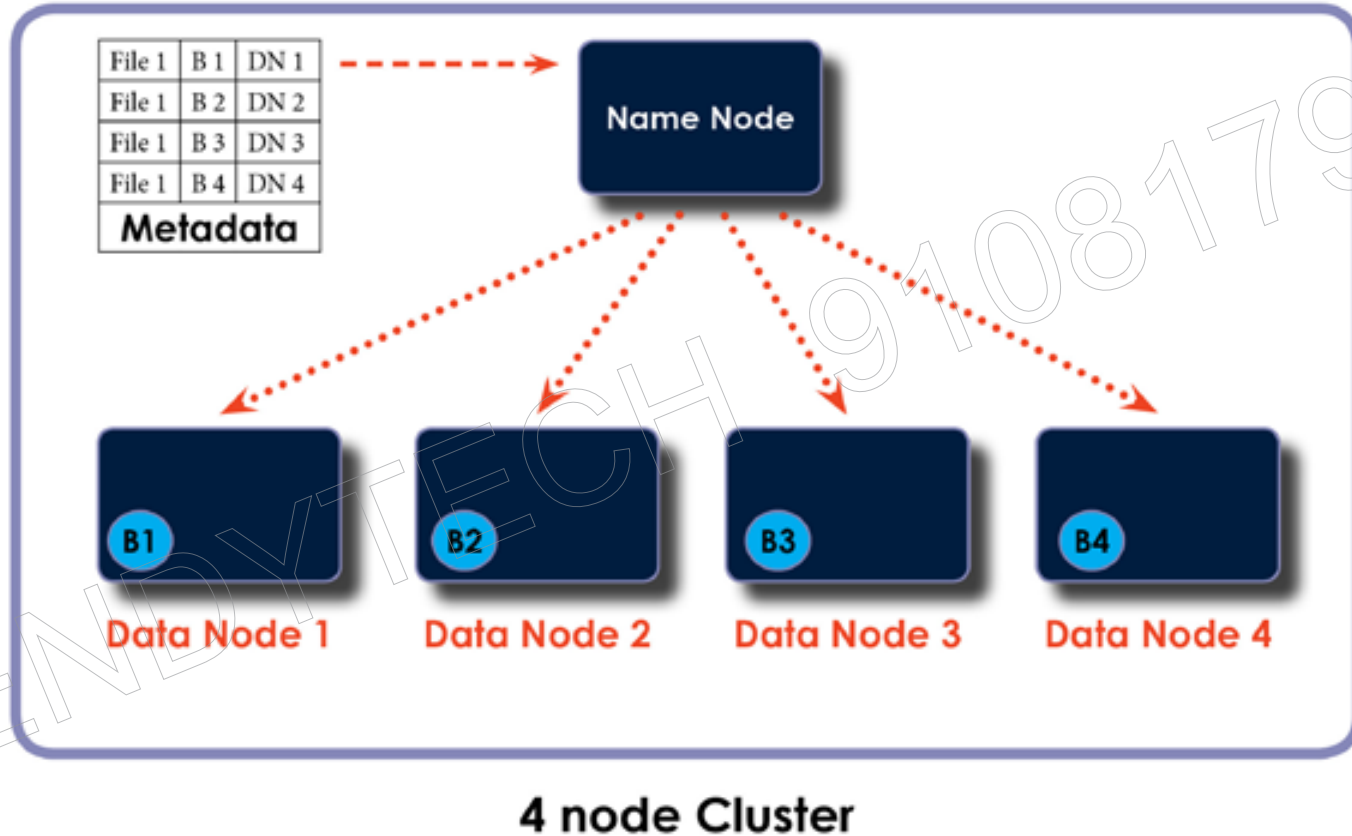 File 1 B 1 DN 1
File 1 B 2 DN 2
File 1 B 3 DN 3
File 1 B 4 DN 4
Metadata
Name Node
B1 B2 B3 B4
Data Node 1 Data Node 2 Data Node 3 Data Node 4
4 node Cluster
ENDYTECH 9108179